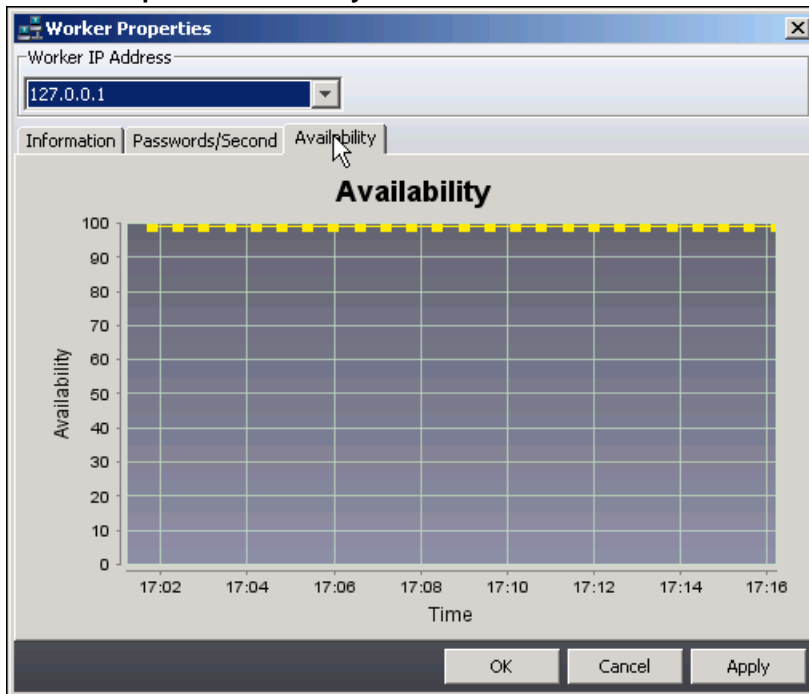 Worker Properties
Worker IP Address
127.0.0.1
Information Passwords/Second Availability
Availability
100
90
80
70
60
50
40
30
20
10
0
Availability
17:02 17:04 17:06 17:08 17:10 17:12 17:14 17:16
Time
OK Cancel Apply